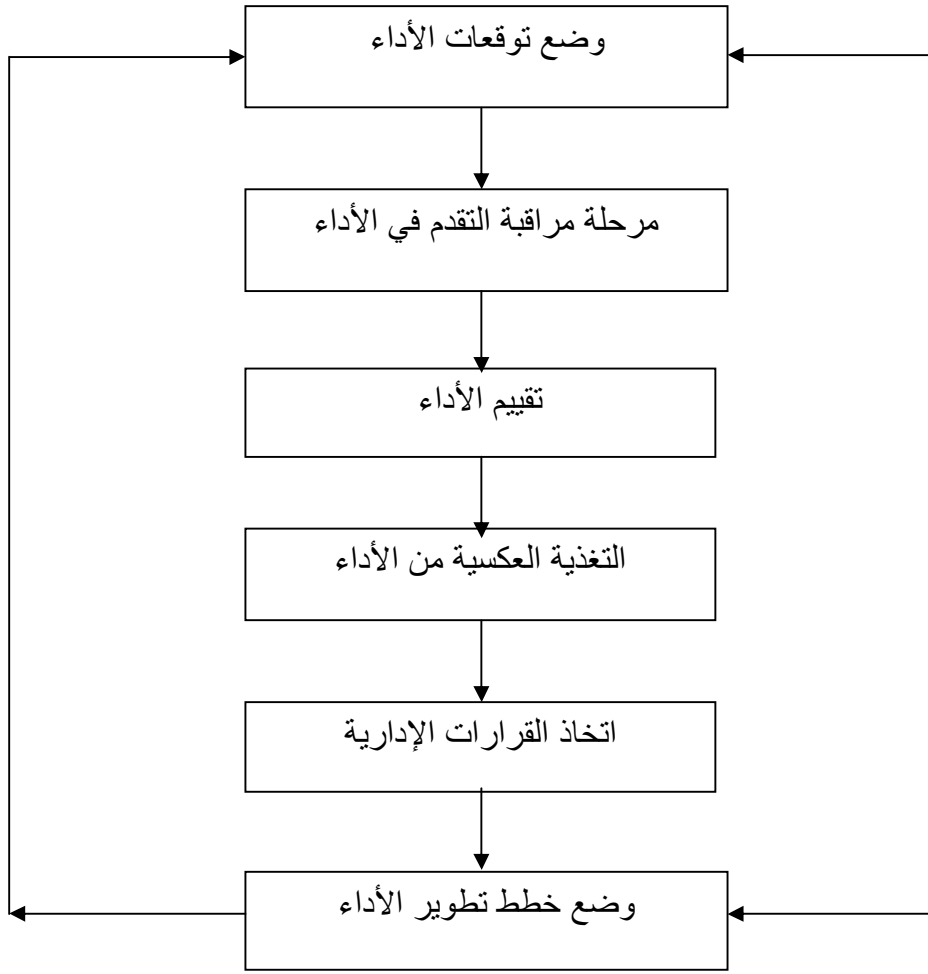 وضع توقعات الأداء
مرحلة مراقبة التقدم في الأداء
تقييم الأداء
التغذية العكسية من الأداء
اتخاذ القرارات الإدارية
وضع خطط تطوير الأداء